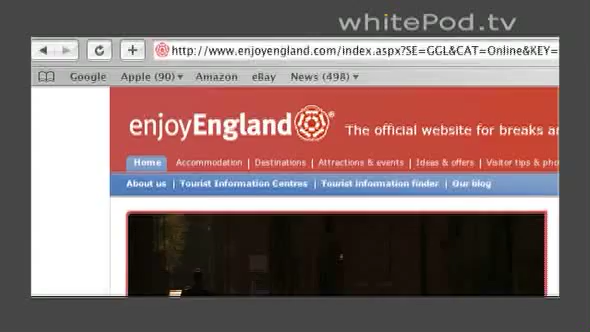 whitePod.tv
http://www.enjoyengland.com/index.aspx?SE=GGL&CAT=Online&KEY=
Google Apple (90) Amazon eBay News (498)
enjoyEngland ® The official website for breaks
Home Accommodation | Destinations | Attractions & events | Ideas & offers | Visitor tips &
About us | Tourist Information Centres | Tourist information finder | Our blog